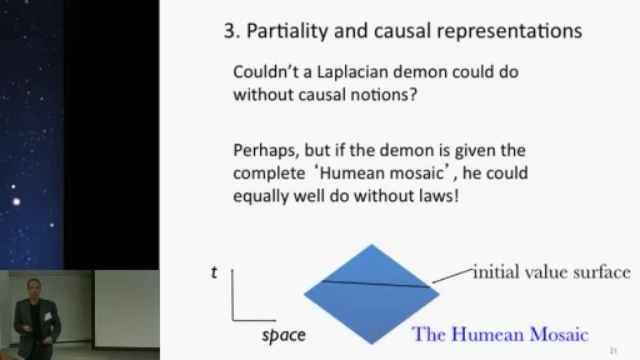 3. Partiality and causal representations
Couldn't a Laplacian demon could do
without causal notions?
Perhaps, but if the demon is given the
complete 'Humean mosaic', he could
equally well do without laws!
t
initial value surface
space
The Humean Mosaic
21